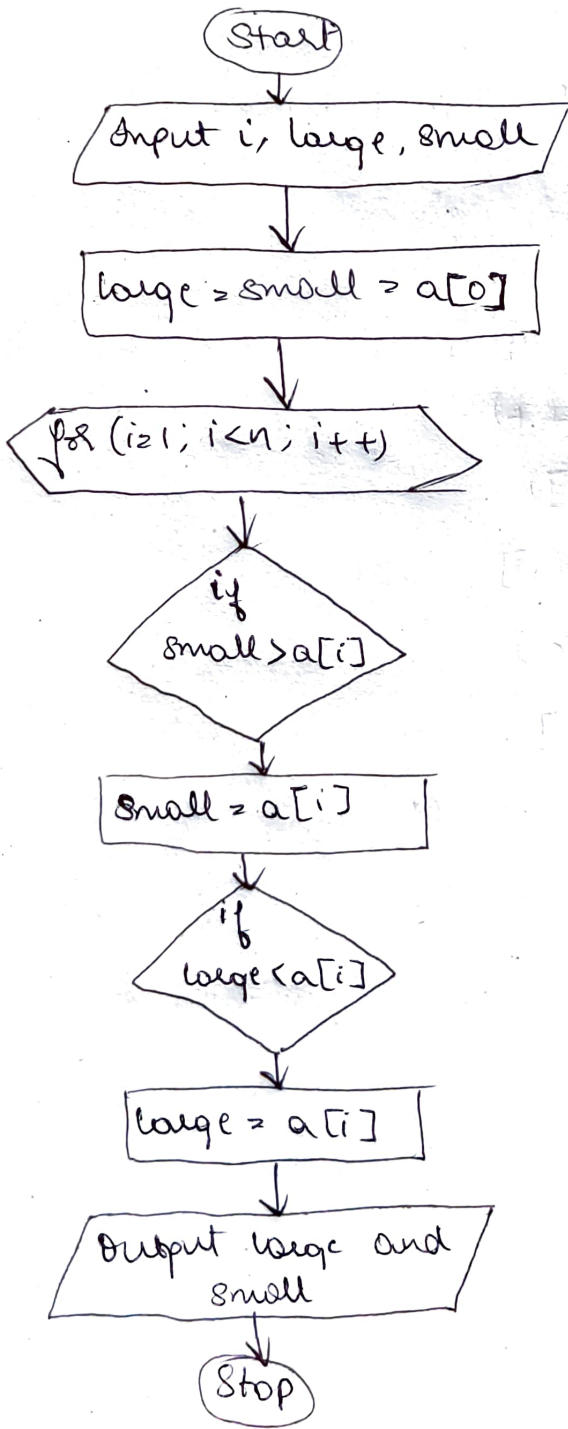 Start
Input i, large, small
large = small = a[0]
for (i=1; i<n; i++)
if
small>a[i]
small = a[i]
if
large<a[i]
large = a[i]
Output large and
small
Stop